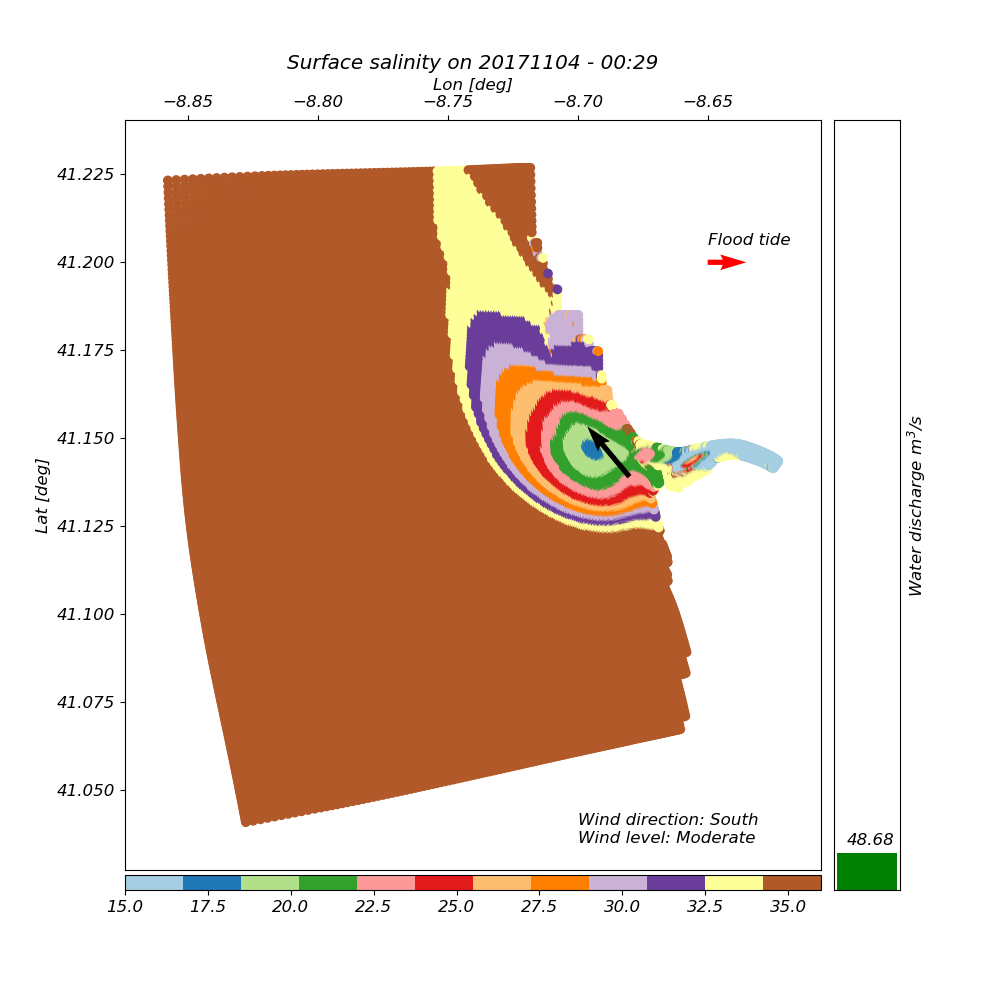 Surface salinity on 20171104 - 00:29
Lon [deg]
−8.85 −8.80 −8.75 −8.70 −8.65
41.225
41.200
41.175
41.150
41.125
41.100
41.075
41.050
Lat [deg]
Flood tide
Wind direction: South
Wind level: Moderate
15.0 17.5 20.0 22.5 25.0 27.5 30.0 32.5 35.0
48.68
Water discharge m³/s